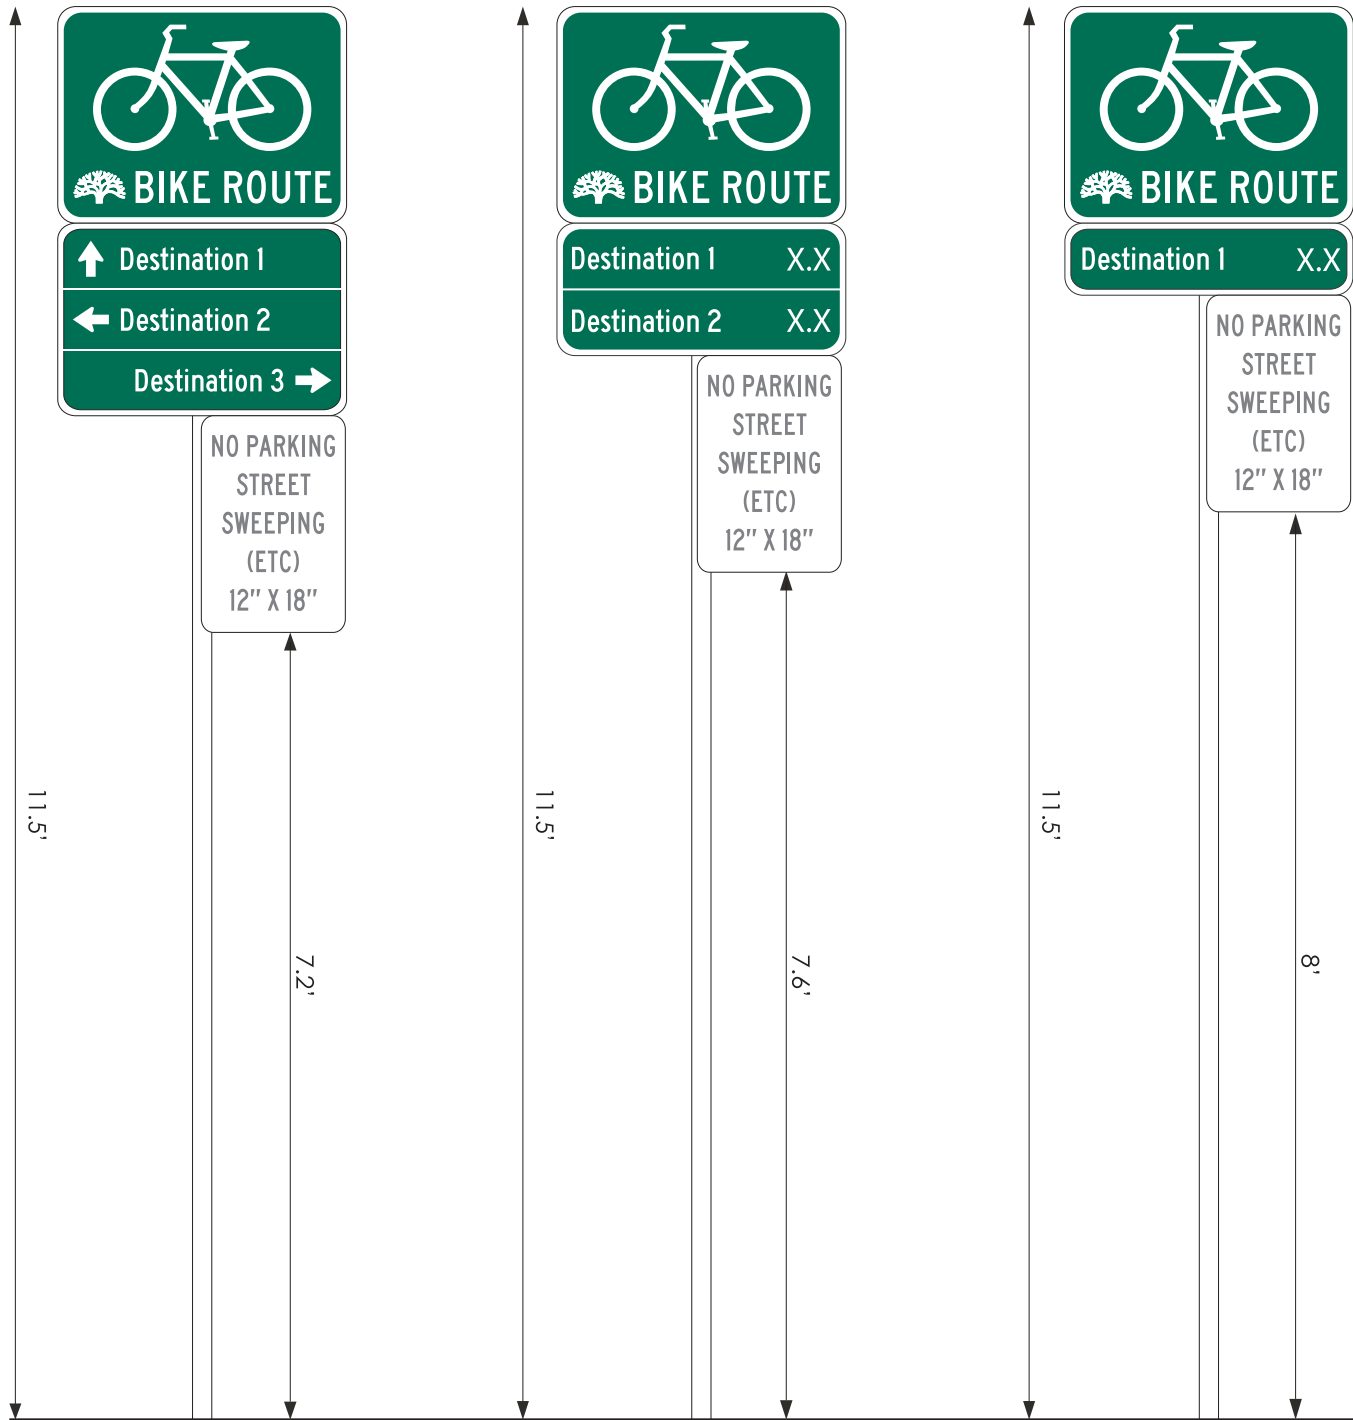 BIKE ROUTE
Destination 1
Destination 2
Destination 3
NO PARKING
STREET
SWEEPING
(ETC)
12" X 18"
11.5'
7.2'
BIKE ROUTE
Destination 1 X.X
Destination 2 X.X
NO PARKING
STREET
SWEEPING
(ETC)
12" X 18"
11.5'
7.6'
BIKE ROUTE
Destination 1 X.X
NO PARKING
STREET
SWEEPING
(ETC)
12" X 18"
11.5'
8'